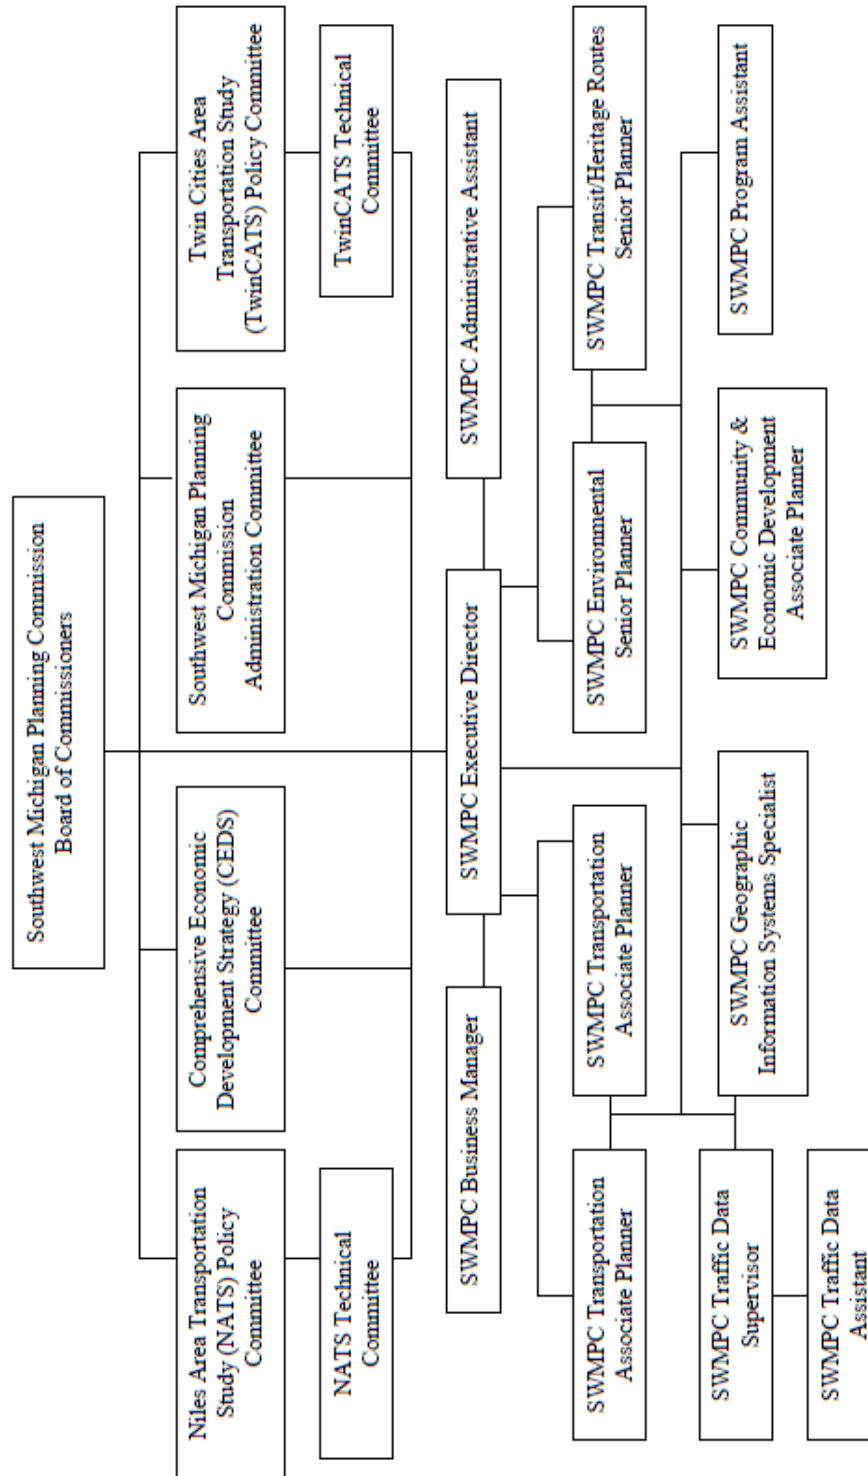 Southwest Michigan Planning Commission
Board of Commissioners
Niles Area Transportation
Study (NATS) Policy
Committee
Comprehensive Economic
Development Strategy (CEDS)
Committee
Southwest Michigan Planning
Commission
Administration Committee
Twin Cities Area
Transportation Study
(TwinCATS) Policy Committee
NATS Technical
Committee
TwinCATS Technical
Committee
SWMPC Business Manager
SWMPC Executive Director
SWMPC Administrative Assistant
SWMPC Transportation
Associate Planner
SWMPC Transportation
Associate Planner
SWMPC Environmental
Senior Planner
SWMPC Transit/Heritage Routes
Senior Planner
SWMPC Traffic Data
Supervisor
SWMPC Geographic
Information Systems Specialist
SWMPC Community &
Economic Development
Associate Planner
SWMPC Program Assistant
SWMPC Traffic Data
Assistant